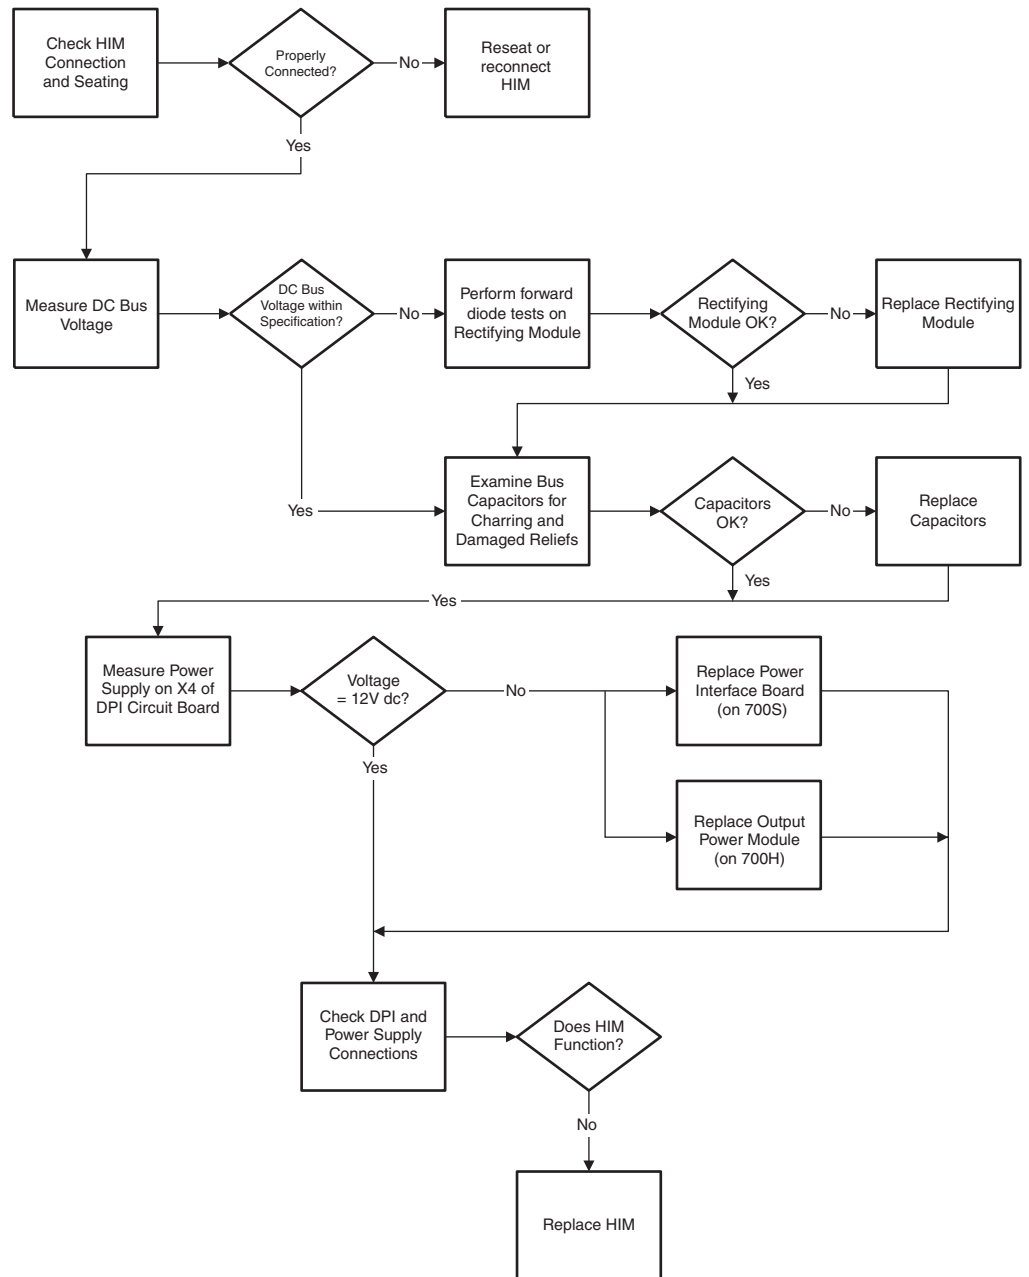 Check HIM
Connection
and Seating
Properly
Connected?
No
Reseat or
reconnect
HIM
Yes
Measure DC Bus
Voltage
DC Bus
Voltage within
Specification?
No
Perform forward
diode tests on
Rectifying Module
Rectifying
Module OK?
No
Replace Rectifying
Module
Yes
Yes
Examine Bus
Capacitors for
Charring and
Damaged Reliefs
Capacitors
OK?
No
Replace
Capacitors
Yes
Yes
Measure Power
Supply on X4 of
DPI Circuit Board
Voltage
= 12V dc?
No
Replace Power
Interface Board
(on 700S)
Yes
Replace Output
Power Module
(on 700H)
Check DPI and
Power Supply
Connections
Does HIM
Function?
No
Replace HIM